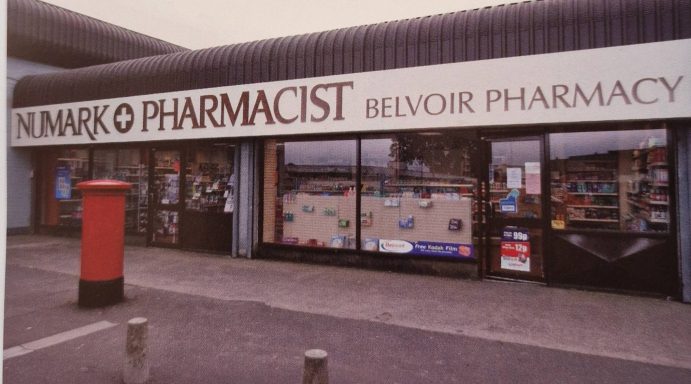 NUMARK PHARMACIST BELVOIR PHARMACY
Free Kodak Film
99p
12p